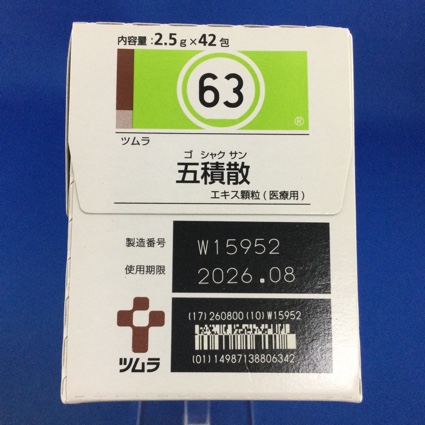 内容量:2.5g×42包
63
®
ツムラ
ゴ シャク サン
五積散
エキス顆粒(医療用)
製造番号 W15952
使用期限 2026.08
(17)260800(10)W15952
(01)14987138806342
ツムラ